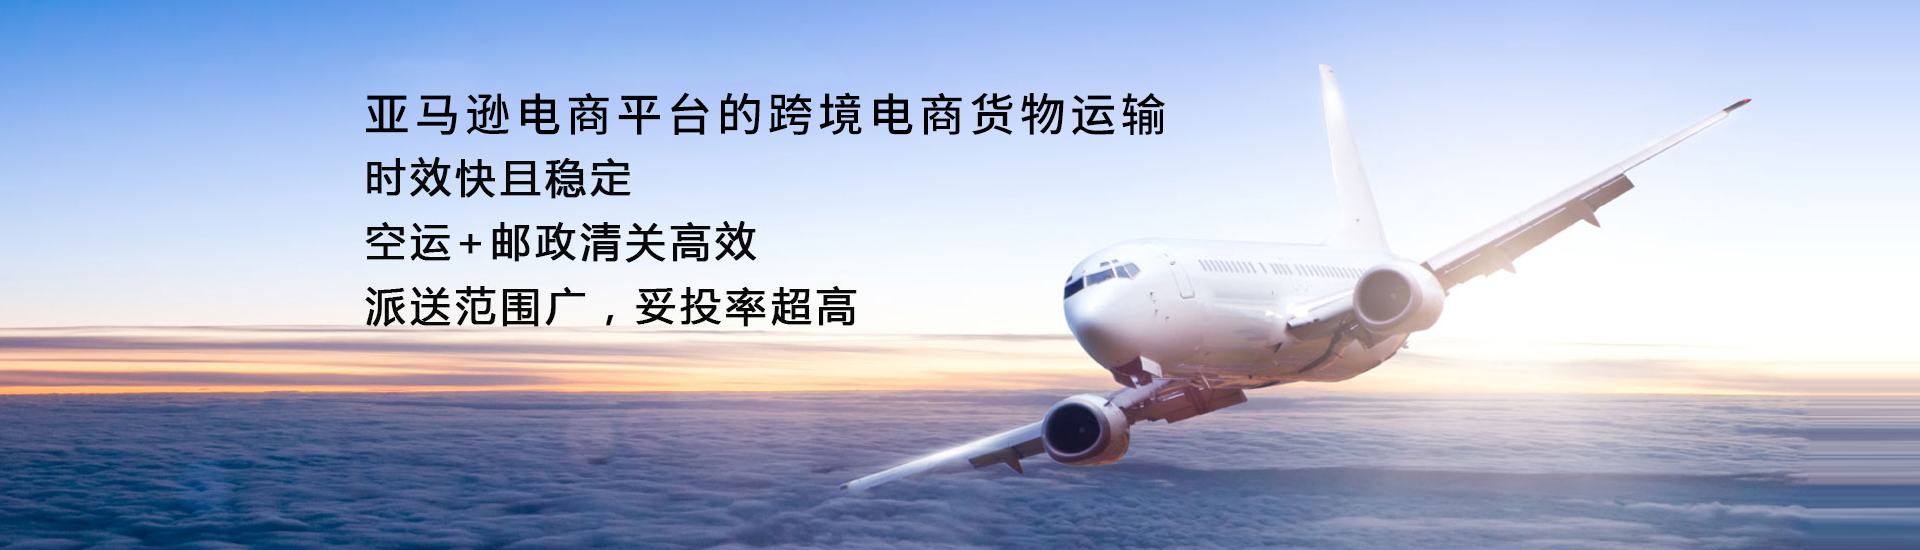 亚马逊电商平台的跨境电商货物运输
时效快且稳定
空运+邮政清关高效
派送范围广，妥投率超高